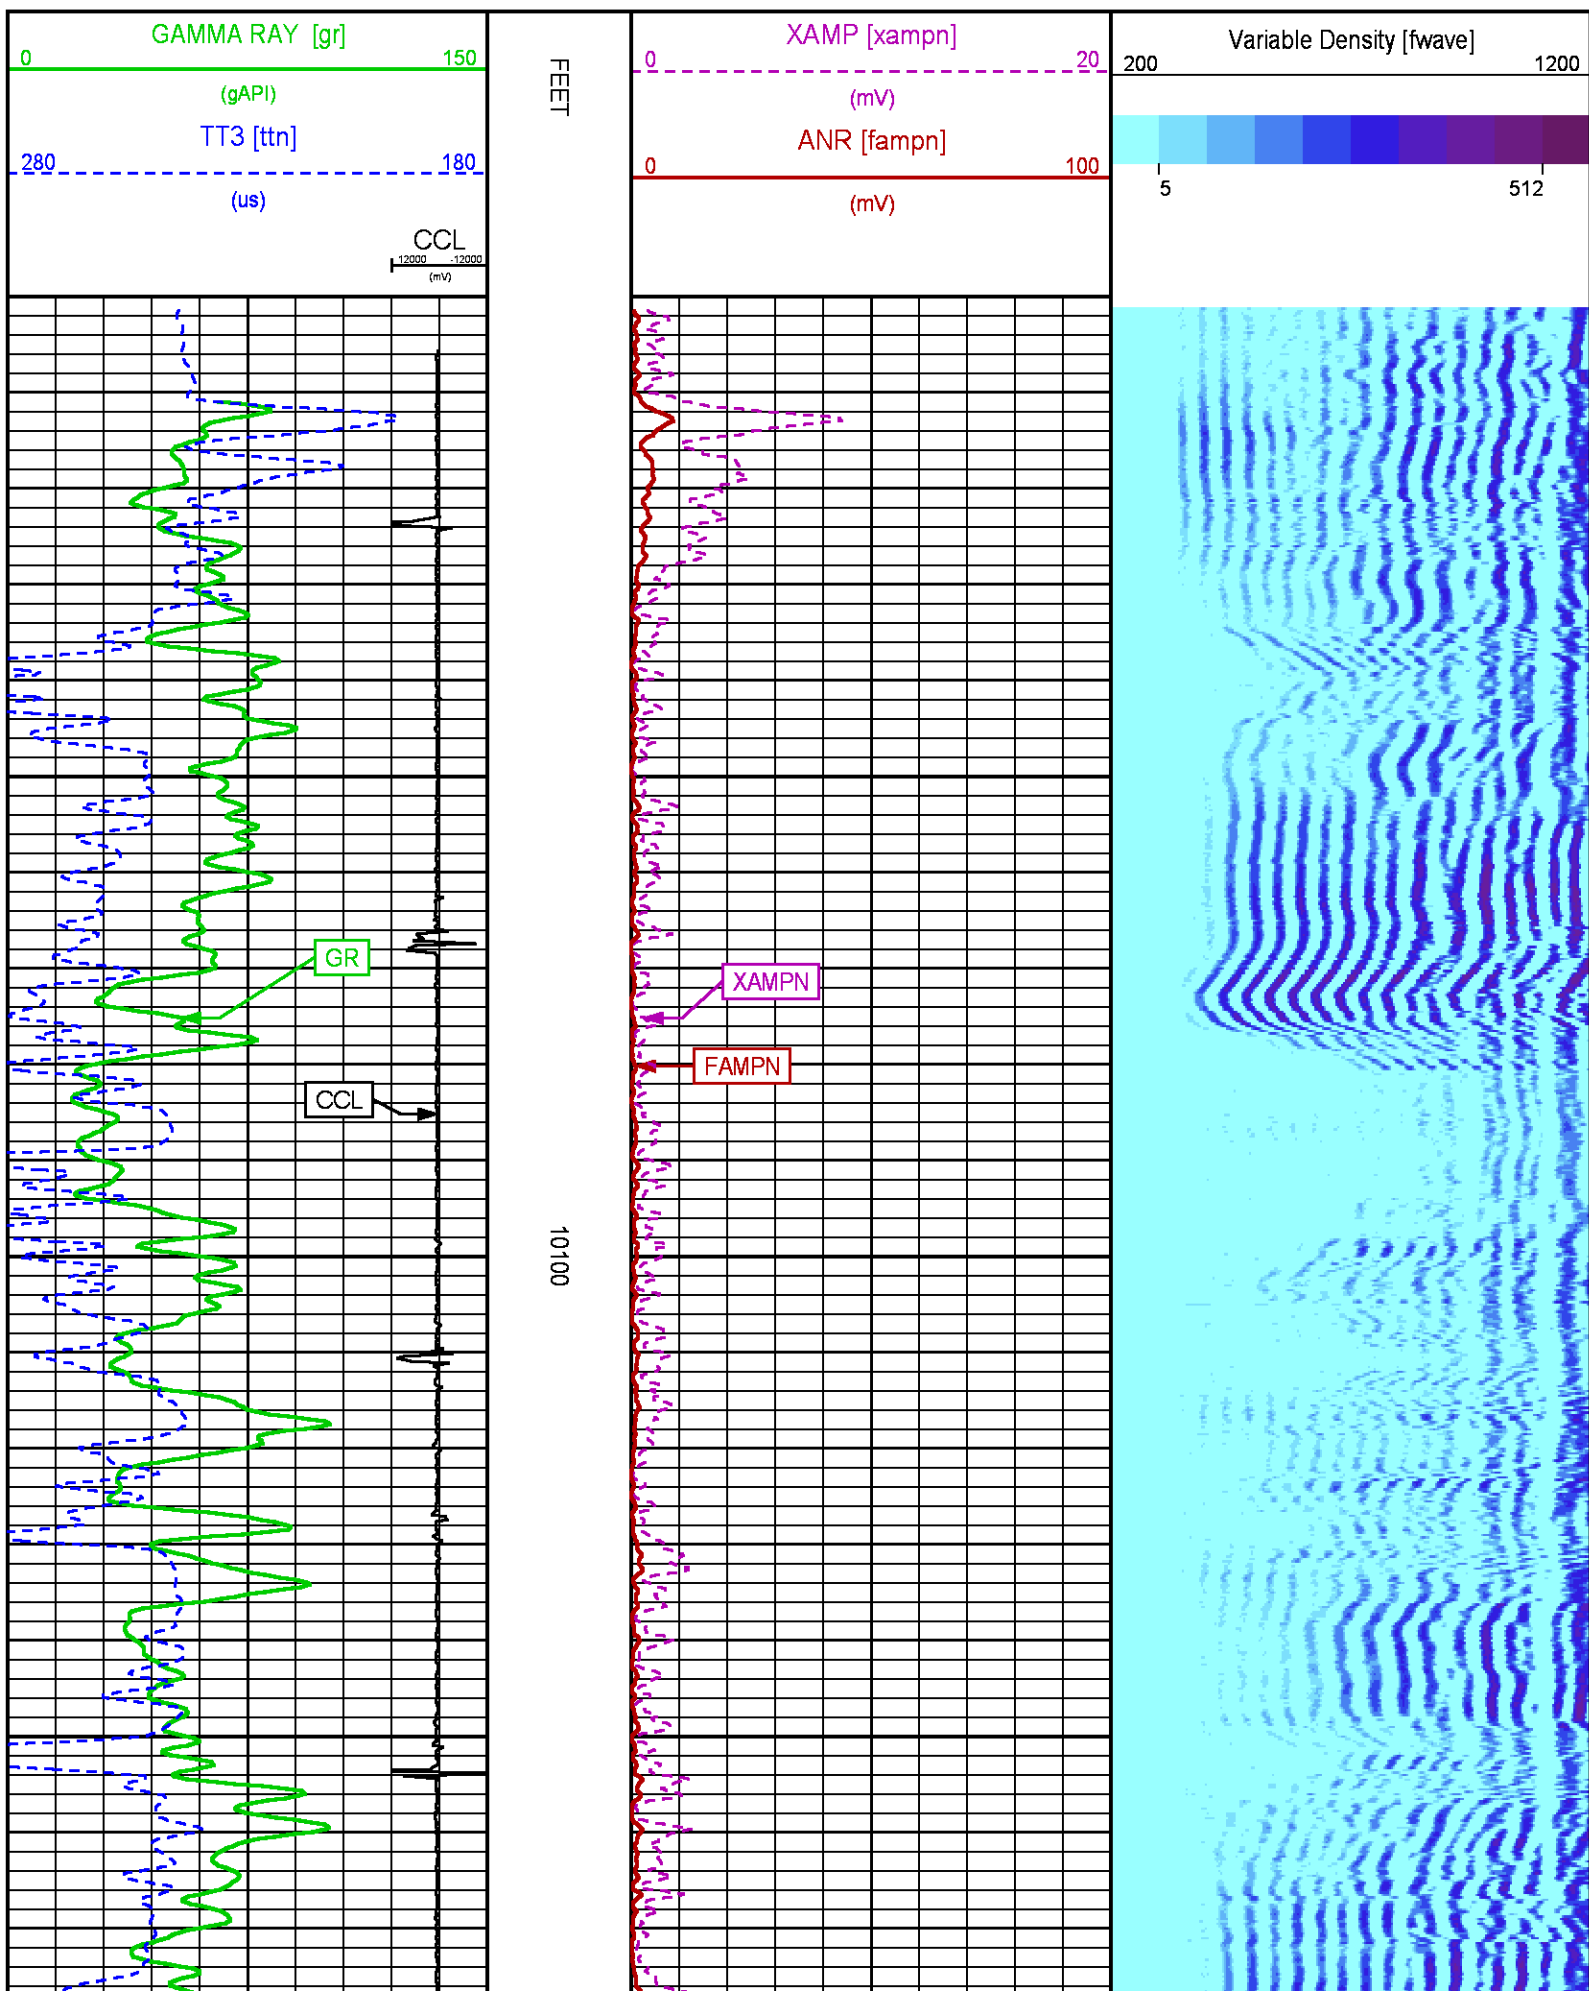 GAMMA RAY [gr]
0 150
(gAPI)
TT3 [ttn]
280 180
(us)
CCL
12000 -12000
(mV)
FEET
XAMP [xampn]
0 20
(mV)
ANR [fampn]
0 100
(mV)
Variable Density [fwave]
200 1200
5 512
GR
XAMPN
FAMPN
CCL
10100